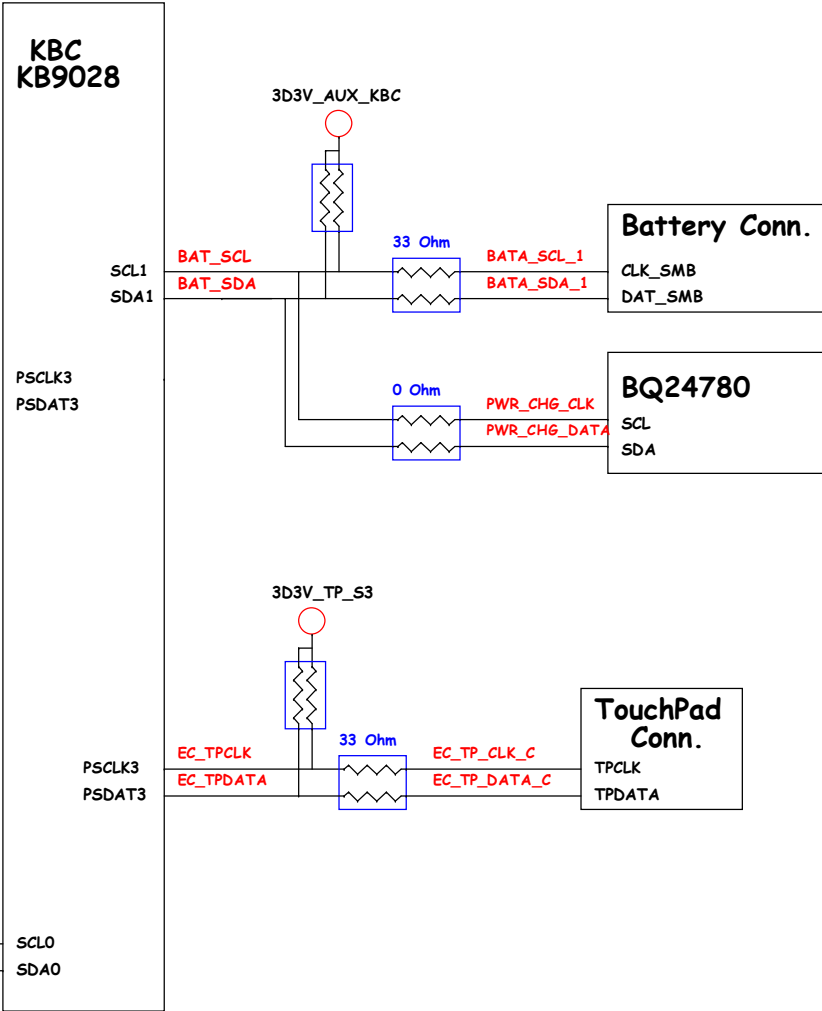 KBC
KB9028
3D3V_AUX_KBC
33 Ohm
Battery Conn.
SCL1
BAT_SCL
BATA_SCL_1
CLK_SMB
SDA1
BAT_SDA
BATA_SDA_1
DAT_SMB
PSCLK3
PSDAT3
0 Ohm
BQ24780
PWR_CHG_CLK
SCL
PWR_CHG_DATA
SDA
3D3V_TP_S3
33 Ohm
TouchPad
Conn.
PSCLK3
EC_TPCLK
EC_TP_CLK_C
TPCLK
PSDAT3
EC_TPDATA
EC_TP_DATA_C
TPDATA
SCL0
SDA0